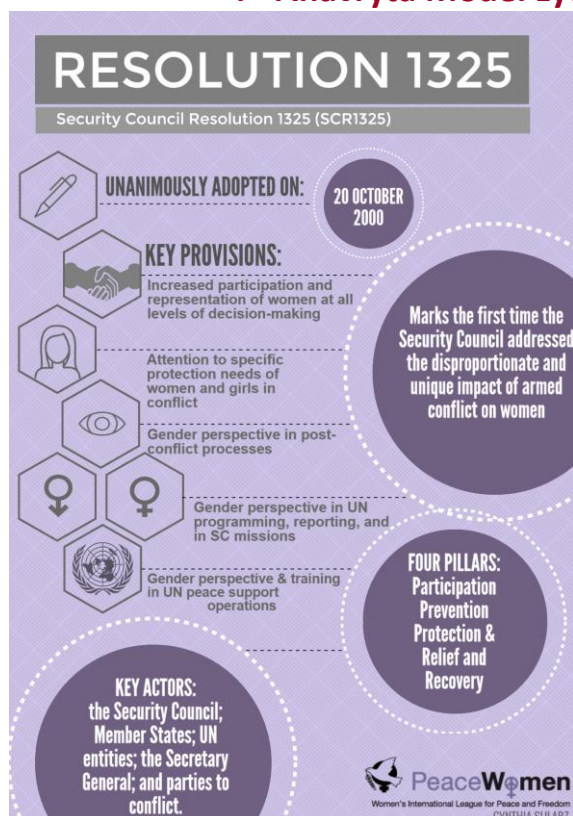 Anavryta Model
RESOLUTION 1325
Security Council Resolution 1325 (SCR1325)
UNANIMOUSLY ADOPTED ON:
20 OCTOBER
2000
KEY PROVISIONS:
Increased participation and
representation of women at all
levels of decision-making
Attention to specific
protection needs of
women and girls in
conflict
Gender perspective in post-
conflict processes
Gender perspective in UN
programming, reporting, and
in SC missions
Gender perspective & training
in UN peace support
operations
Marks the first time the
Security Council addressed
the disproportionate and
unique impact of armed
conflict on women
FOUR PILLARS:
Participation
Prevention
Protection &
Relief and
Recovery
KEY ACTORS:
the Security Council;
Member States; UN
entities; the Secretary
General; and parties to
conflict.
PeaceWomen
Women's International League for Peace and Freedom
CYNTHIA SULARZ